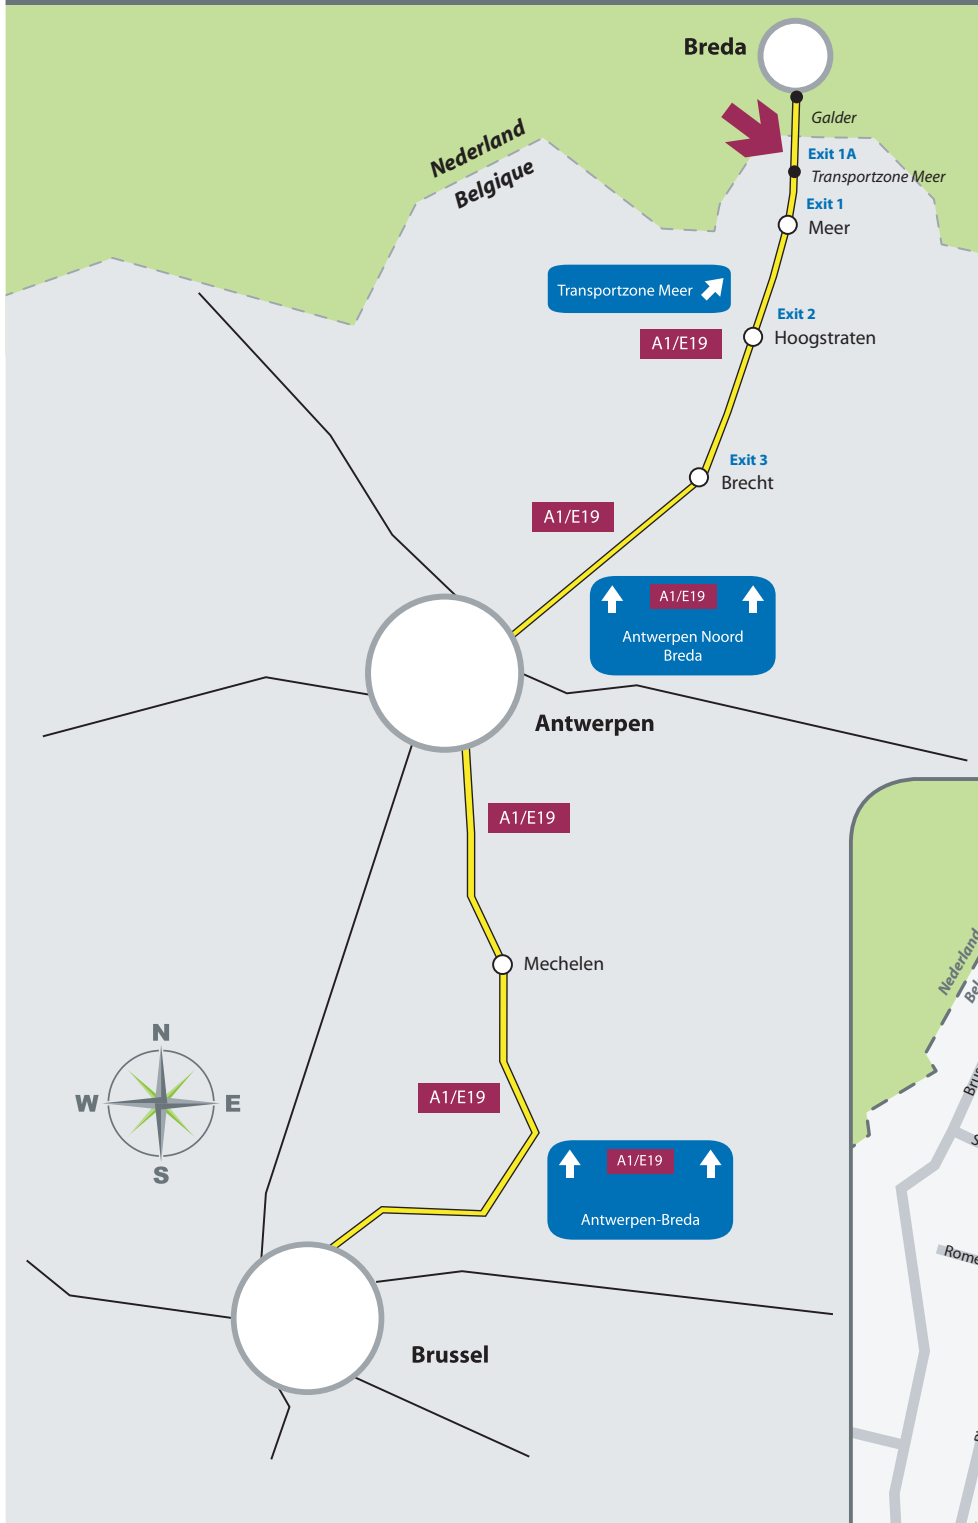 Breda
Galder
Nederland
Belgique
Exit 1A
Transportzone Meer
Exit 1
Meer
Transportzone Meer
Exit 2
A1/E19
Hoogstraten
Exit 3
Brecht
A1/E19
A1/E19
Antwerpen Noord
Breda
Antwerpen
A1/E19
Mechelen
Nederland
N
W
E
S
A1/E19
A1/E19
Antwerpen-Breda
Brussel